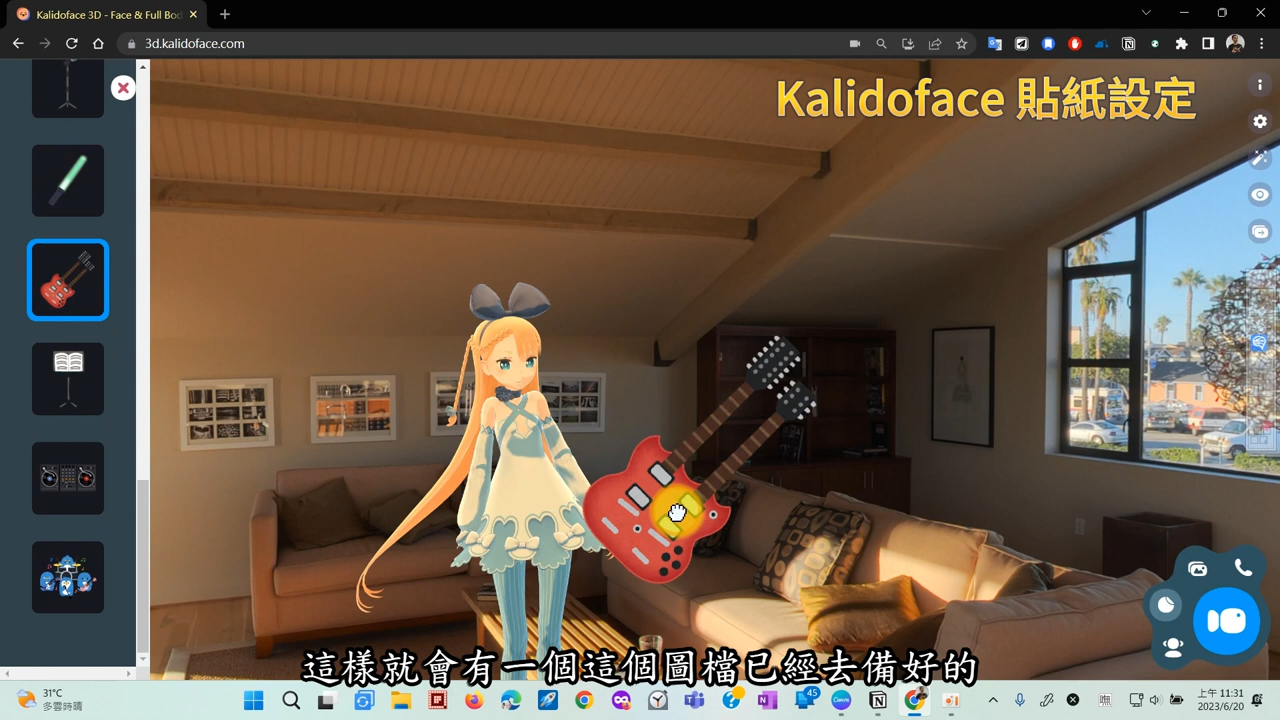 Kalidoface 3D - Face & Full Bod
3d.kalidoface.com
Kalidoface 貼紙設定
這樣就會有一個這個圖檔已經去備好的
31°C
多雲時晴
45
上午 11:31
2023/6/20